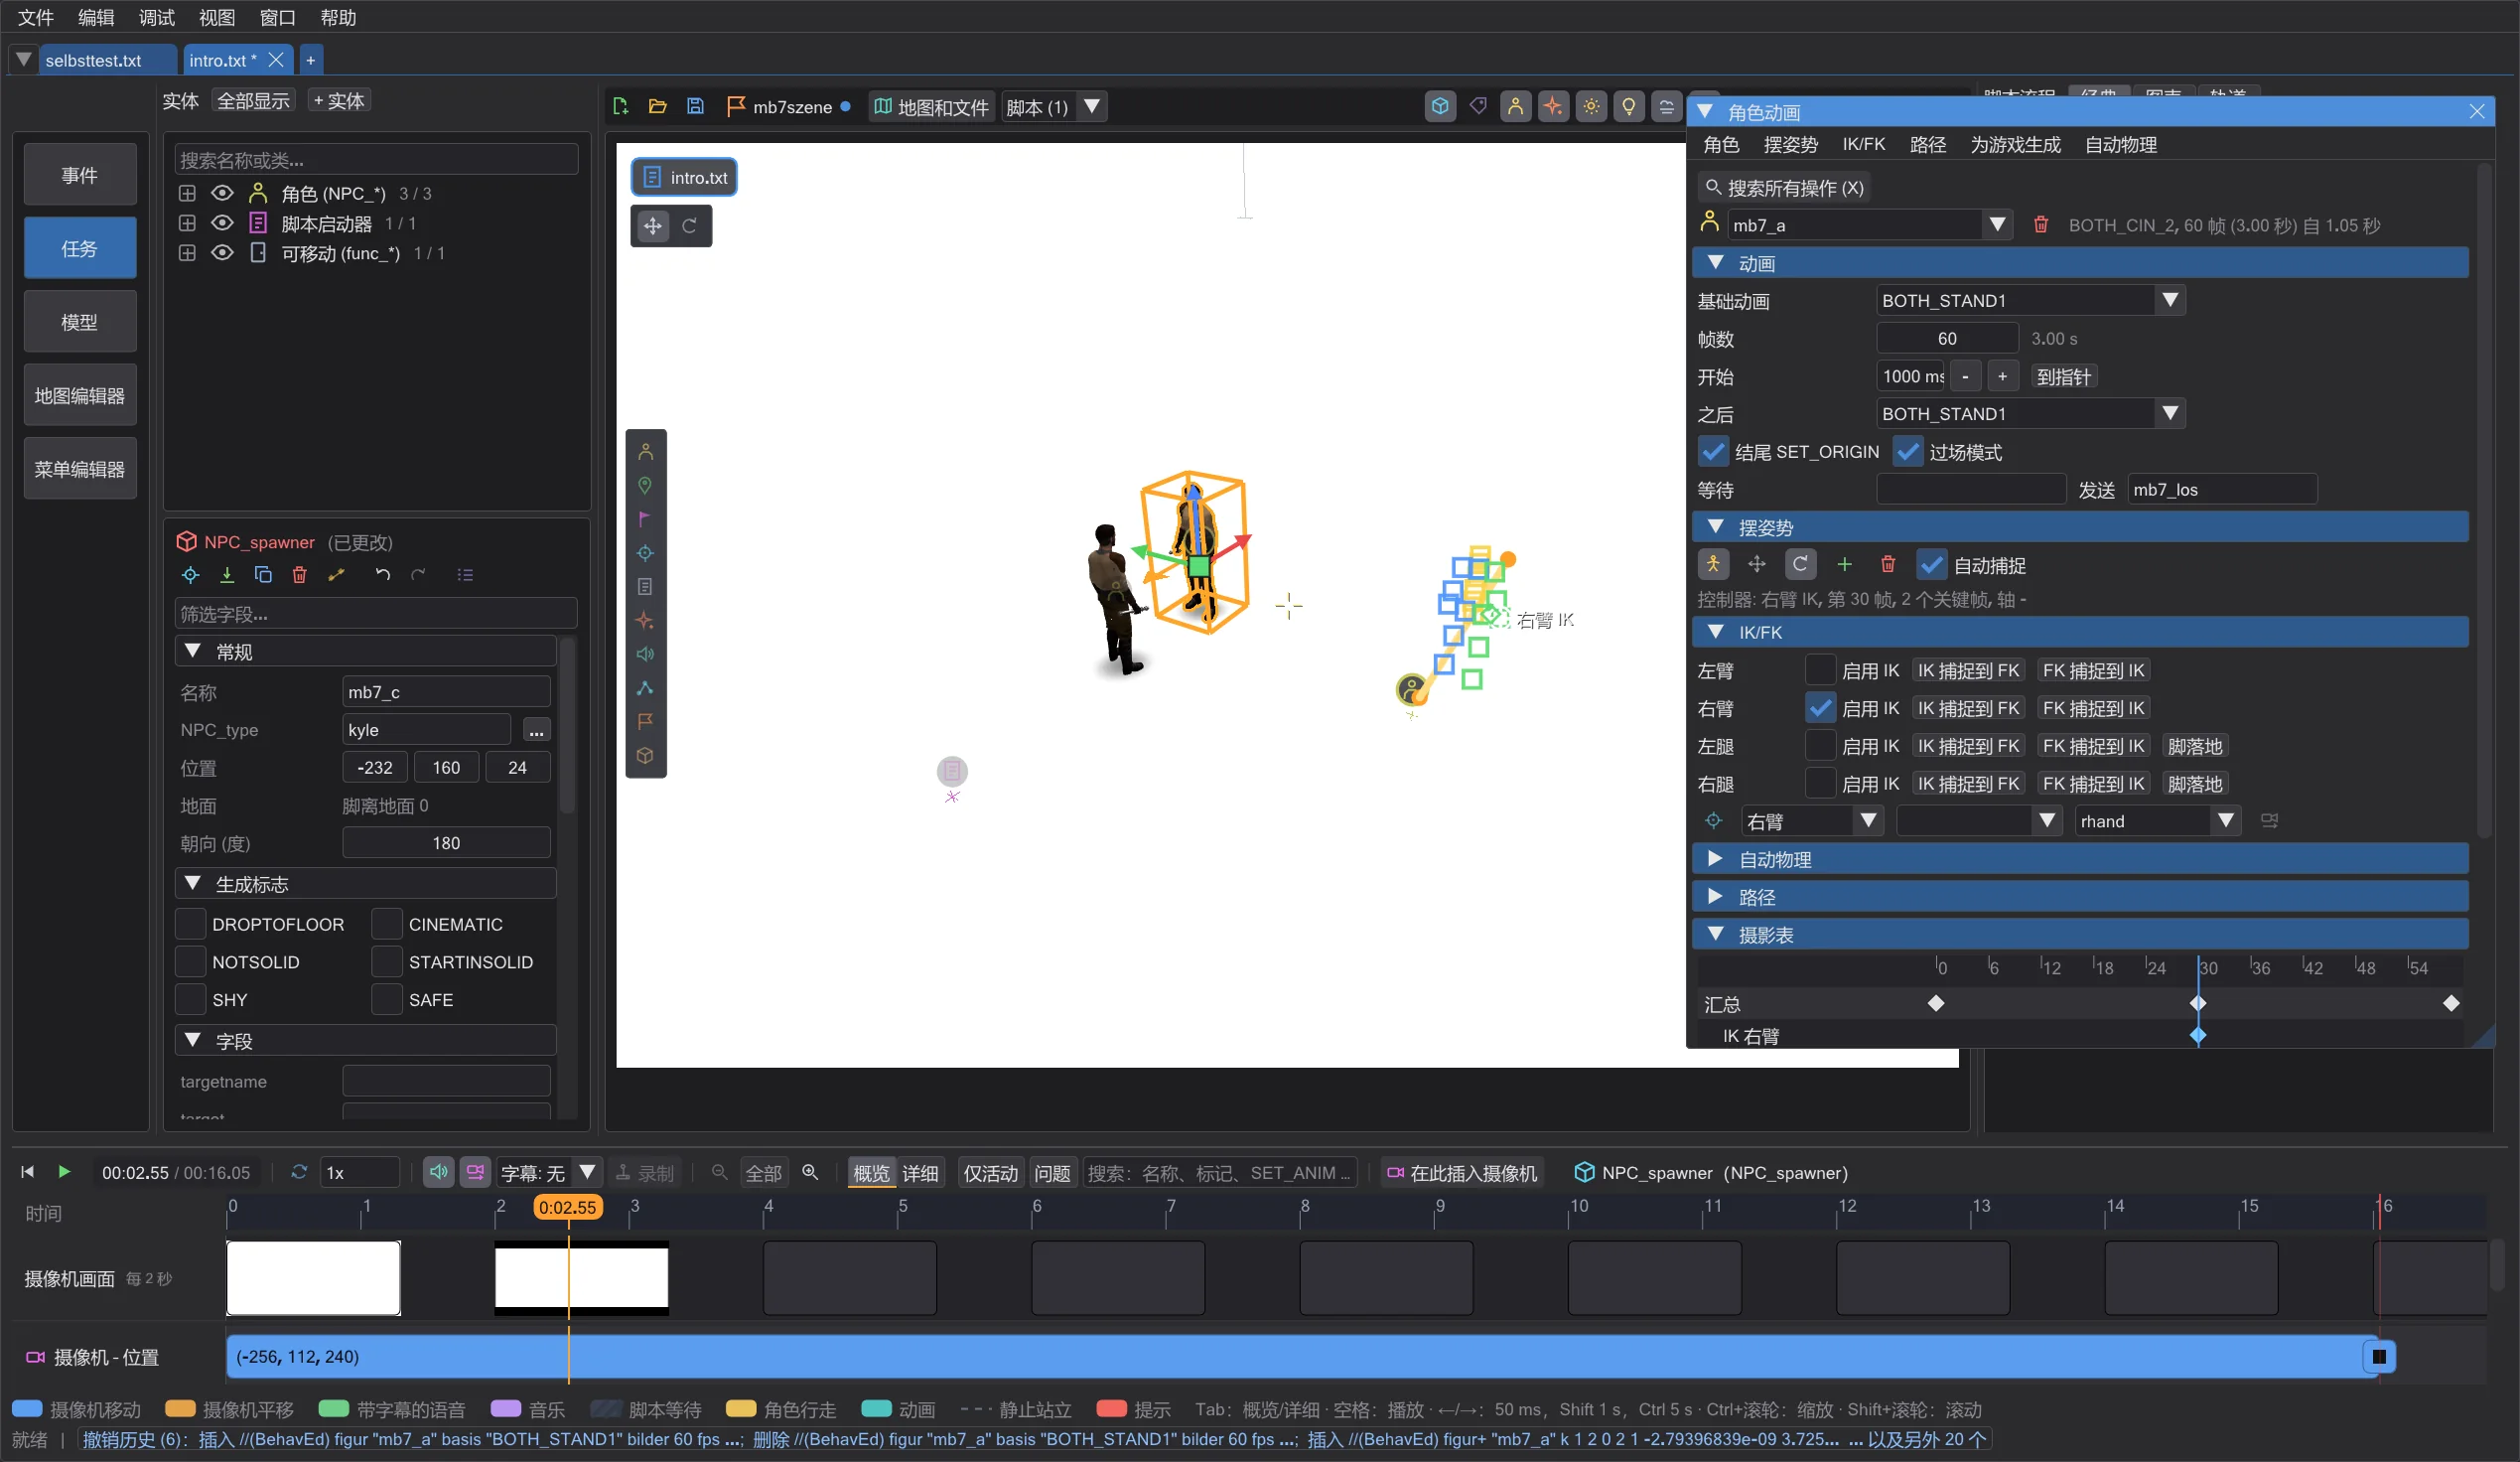 文件 编辑 调试 视图 窗口 帮助
selbsttest.txt intro.txt * +
实体 全部显示 + 实体
mb7szene 地图和文件 脚本 (1)
事件
任务
模型
地图编辑器
菜单编辑器
搜索名称或类...
角色 (NPC_*) 3 / 3
脚本启动器 1 / 1
可移动 (func_*) 1 / 1
NPC_spawner (已更改)
筛选字段...
常规
名称 mb7_c
NPC_type kyle ...
位置 -232 160 24
地面 脚离地面 0
朝向 (度) 180
生成标志
DROPTOFLOOR CINEMATIC
NOTSOLID STARTINSOLID
SHY SAFE
字段
targetname
intro.txt
右臂 IK
角色动画
角色 摆姿势 IK/FK 路径 为游戏生成 自动物理
搜索所有操作 (X)
mb7_a BOTH_CIN_2, 60 帧 (3.00 秒) 自 1.05 秒
动画
基础动画 BOTH_STAND1
帧数 60 3.00 s
开始 1000 ms - + 到指针
之后 BOTH_STAND1
结尾 SET_ORIGIN 过场模式
等待 发送 mb7_los
摆姿势
自动捕捉
控制器: 右臂 IK, 第 30 帧, 2 个关键帧, 轴 -
IK/FK
左臂 启用 IK IK 捕捉到 FK FK 捕捉到 IK
右臂 启用 IK IK 捕捉到 FK FK 捕捉到 IK
左腿 启用 IK IK 捕捉到 FK FK 捕捉到 IK 脚落地
右腿 启用 IK IK 捕捉到 FK FK 捕捉到 IK 脚落地
右臂 rhand
自动物理
路径
摄影表
0 6 12 18 24 30 36 42 48 54
汇总
IK 右臂
00:02.55 / 00:16.05 1x 字幕: 无 录制 全部 概览 详细 仅活动 问题 搜索：名称、标记、SET_ANIM ... 在此插入摄像机 NPC_spawner (NPC_spawner)
时间 0 1 2 0:02.55 3 4 5 6 7 8 9 10 11 12 13 14 15 16
摄像机画面 每 2 秒
摄像机 - 位置 (-256, 112, 240)
摄像机移动 摄像机平移 带字幕的语音 音乐 脚本等待 角色行走 动画 静止站立 提示 Tab：概览/详细 · 空格：播放 · ←/→：50 ms，Shift 1 s，Ctrl 5 s · Ctrl+滚轮：缩放 · Shift+滚轮：滚动
就绪 | 撤销历史 (6)：插入 //(BehavEd) figur "mb7_a" basis "BOTH_STAND1" bilder 60 fps ...; 删除 //(BehavEd) figur "mb7_a" basis "BOTH_STAND1" bilder 60 fps ...; 插入 //(BehavEd) figur+ "mb7_a" k 1 2 0 2 1 -2.79396839e-09 3.725... ... 以及另外 20 个